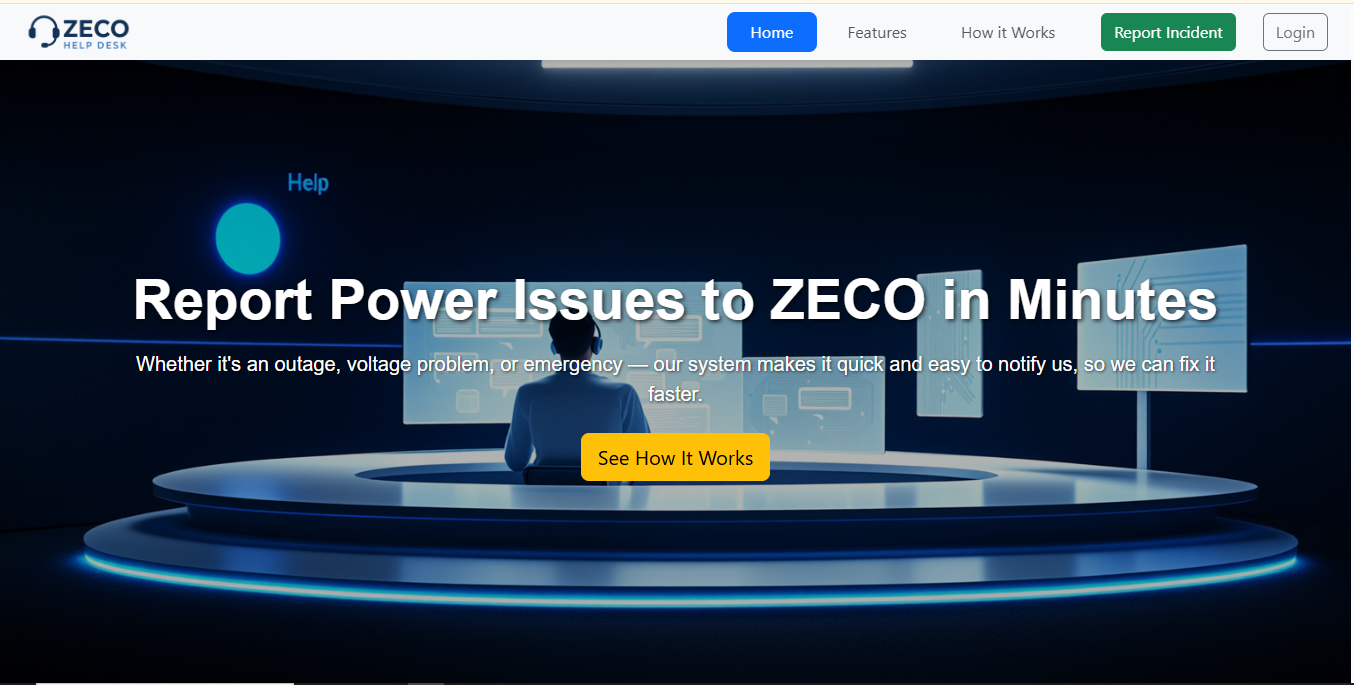 ZECO
HELP DESK
Home
Features
How it Works
Report Incident
Login
Help
Report Power Issues to ZECO in Minutes
Whether it's an outage, voltage problem, or emergency — our system makes it quick and easy to notify us, so we can fix it
faster.
See How It Works